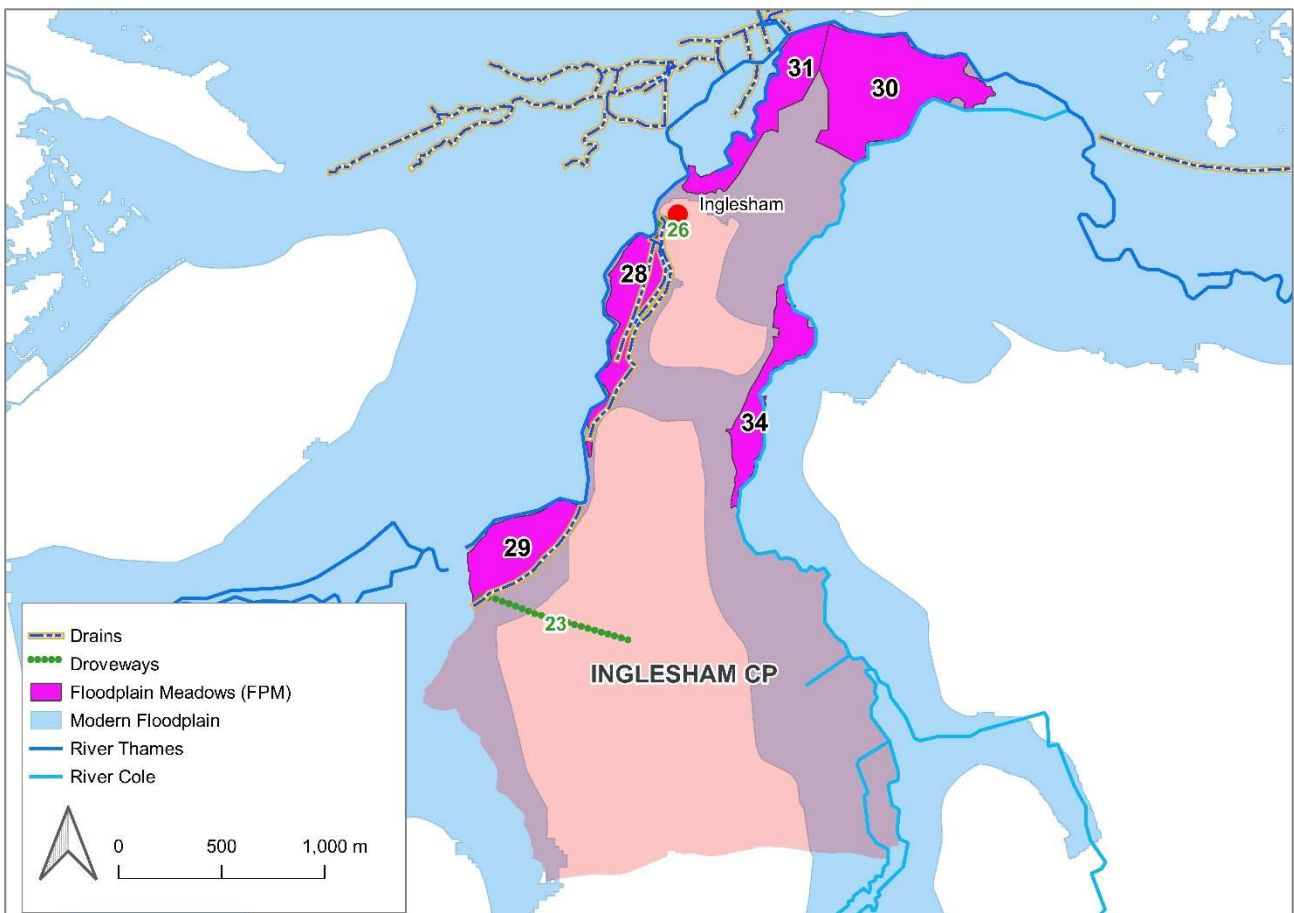 31
30
Inglesham
26
28
34
29
23
INGLESHAM CP
Drains
Droveways
Floodplain Meadows (FPM)
Modern Floodplain
River Thames
River Cole
0 500 1,000 m